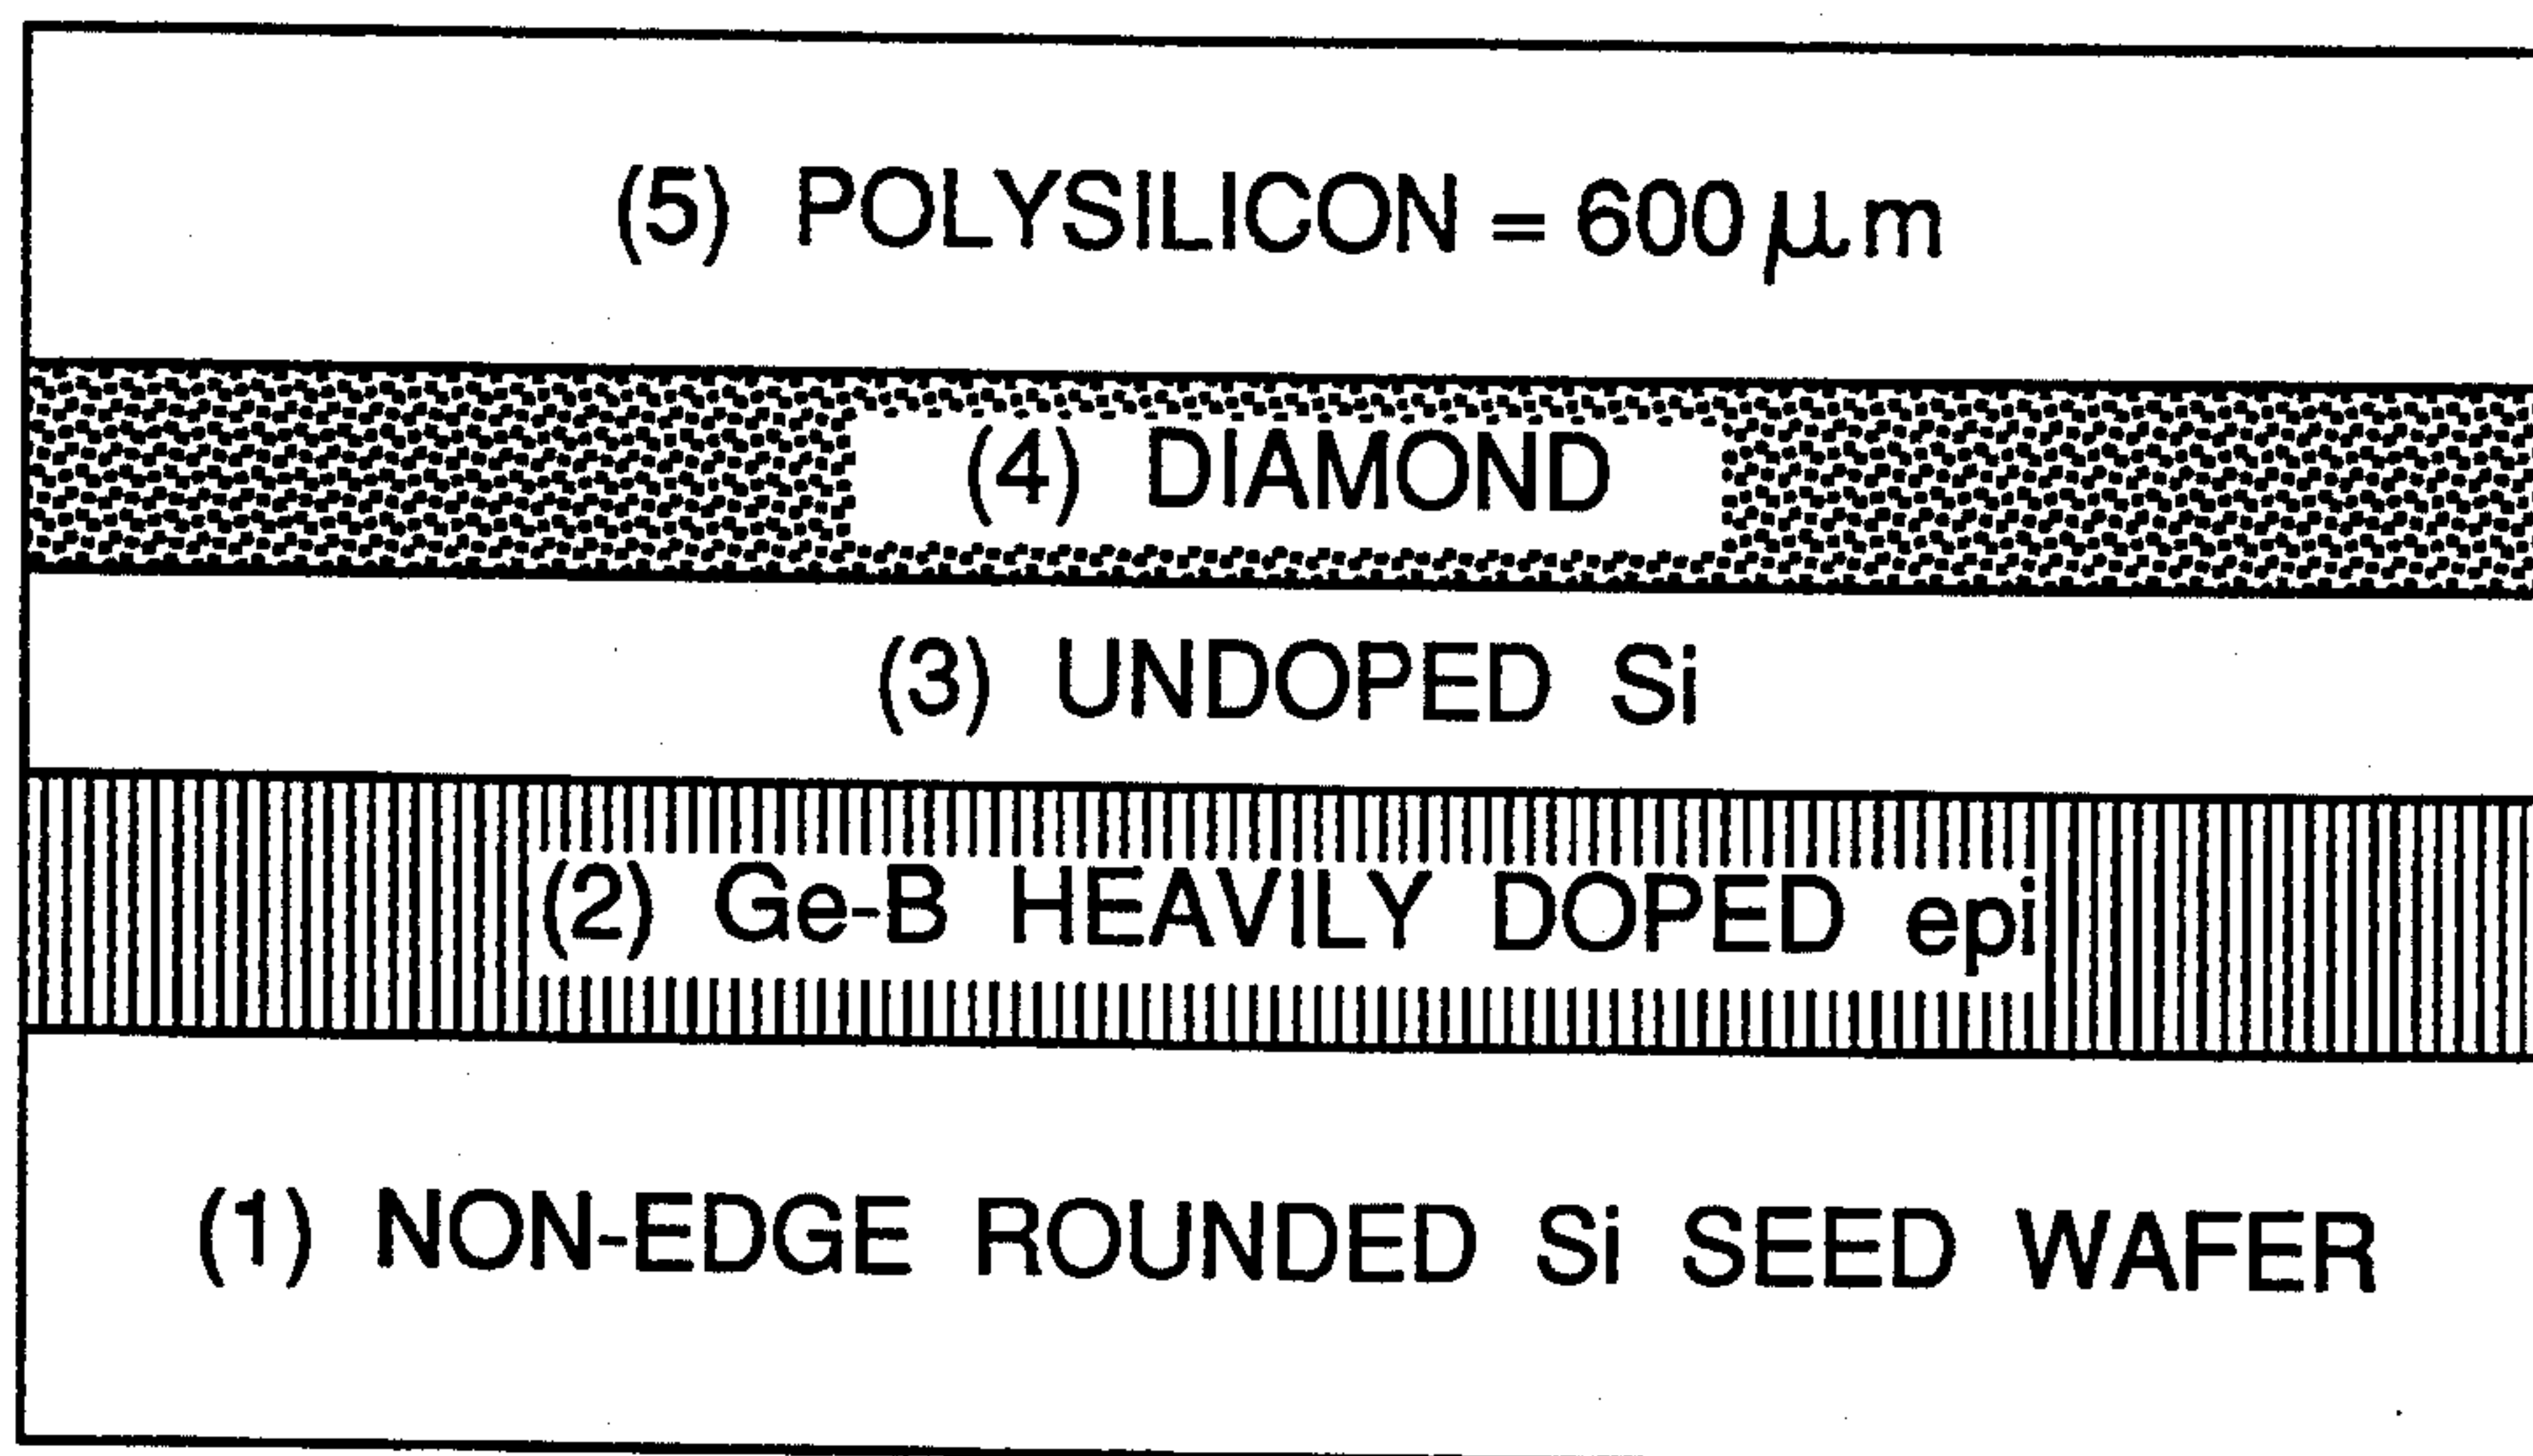 (5) POLYSILICON = 600 μm
(4) DIAMOND
(3) UNDOPED Si
(2) Ge-B HEAVILY DOPED epi
(1) NON-EDGE ROUNDED Si SEED WAFER